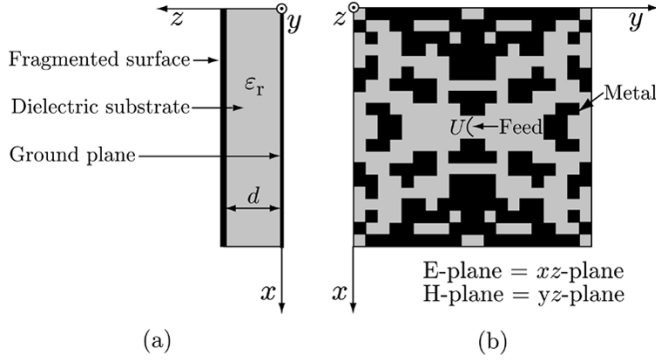 z y
Fragmented surface
εr
Dielectric substrate
Ground plane
d
x
(a)
z y
Metal
U Feed
x
E-plane = xz-plane
H-plane = yz-plane
(b)